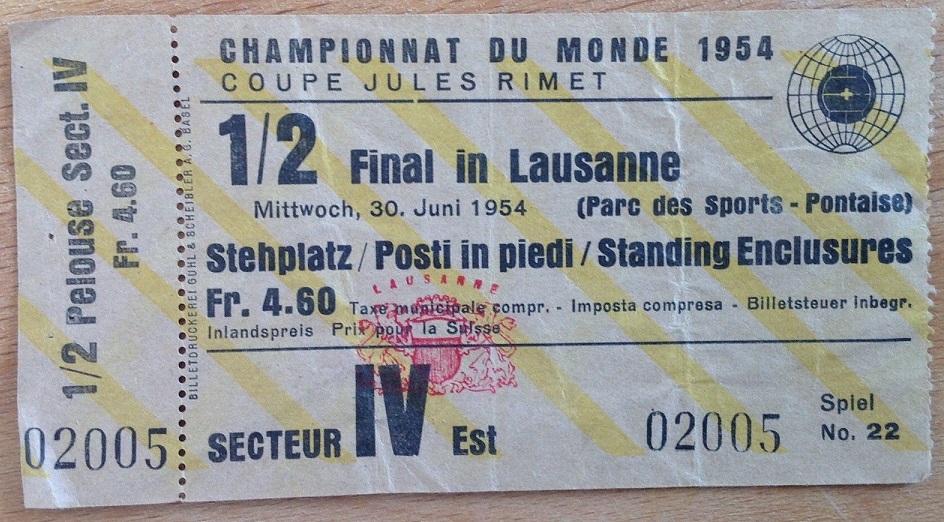 1/2 Pelouse Sect. IV
Fr. 4.60
02005
BILLETDRUCKEREI GUHL & SCHEIBLER A.G. BASEL
CHAMPIONNAT DU MONDE 1954
COUPE JULES RIMET
1/2 Final in Lausanne
Mittwoch, 30. Juni 1954 (Parc des Sports - Pontaise)
Stehplatz / Posti in piedi / Standing Enclusures
Fr. 4.60 Taxe municipale compr. - Imposta compresa - Billetsteuer inbegr.
Inlandspreis Prix pour la Suisse
LAUSANNE
SECTEUR IV Est
02005
Spiel
No. 22